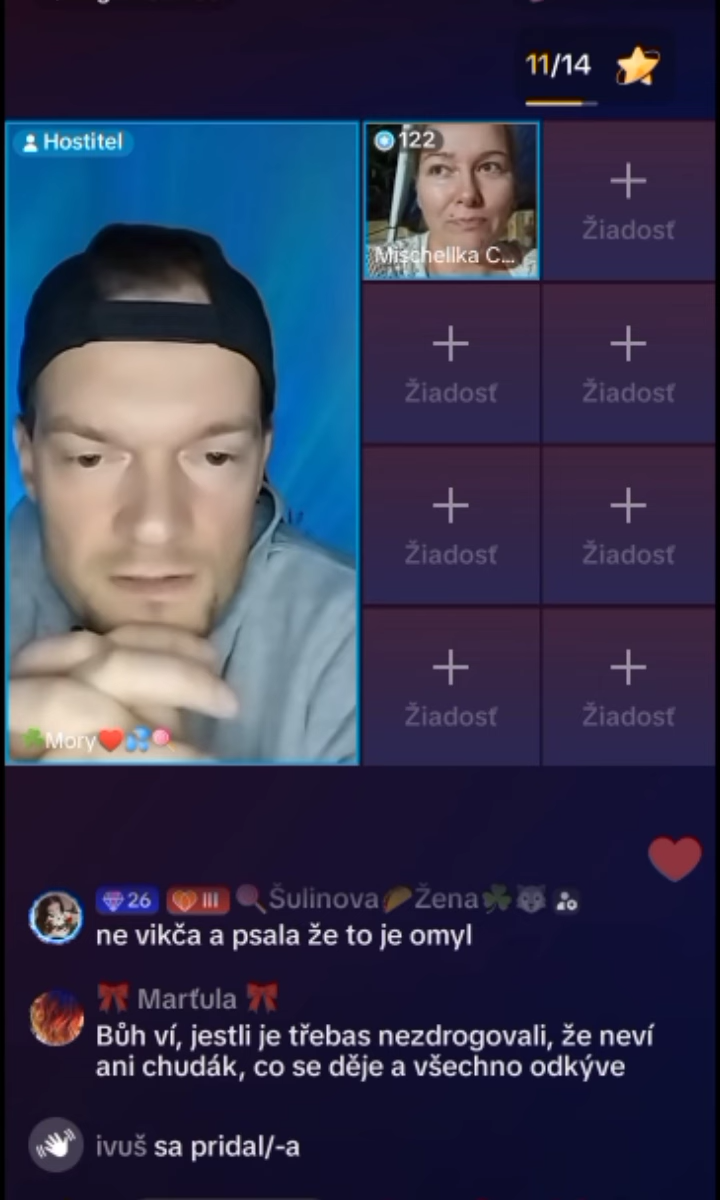 11/14
Hostitel
122
Mischellka C...
Žiadosť
Žiadosť
Žiadosť
Žiadosť
Žiadosť
Žiadosť
Žiadosť
☘️Mory❤️💦🍭
26 III 🍭Šulinova🌮Žena☘️🐺
ne vikča a psala že to je omyl
🎀 Marťula 🎀
Bůh ví, jestli je třebas nezdrogovali, že neví
ani chudák, co se děje a všechno odkýve
ivuš sa pridal/-a